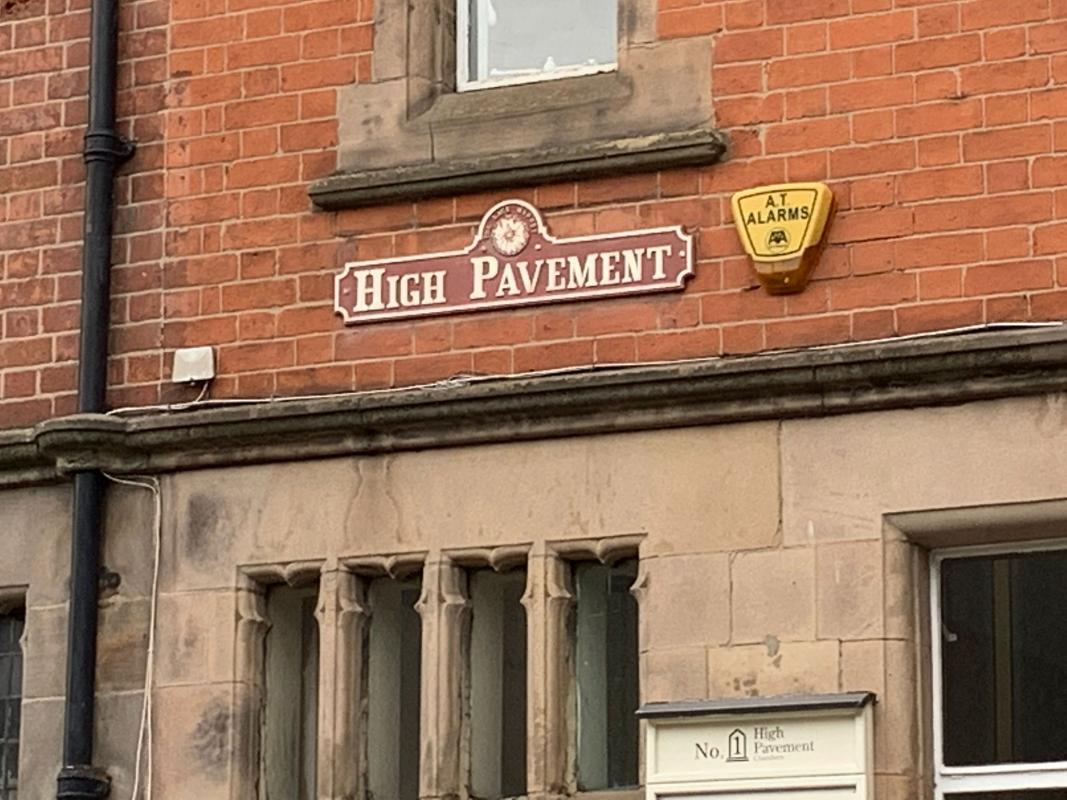 HIGH PAVEMENT
A.T.
ALARMS
No. 1 High
Pavement
Chambers